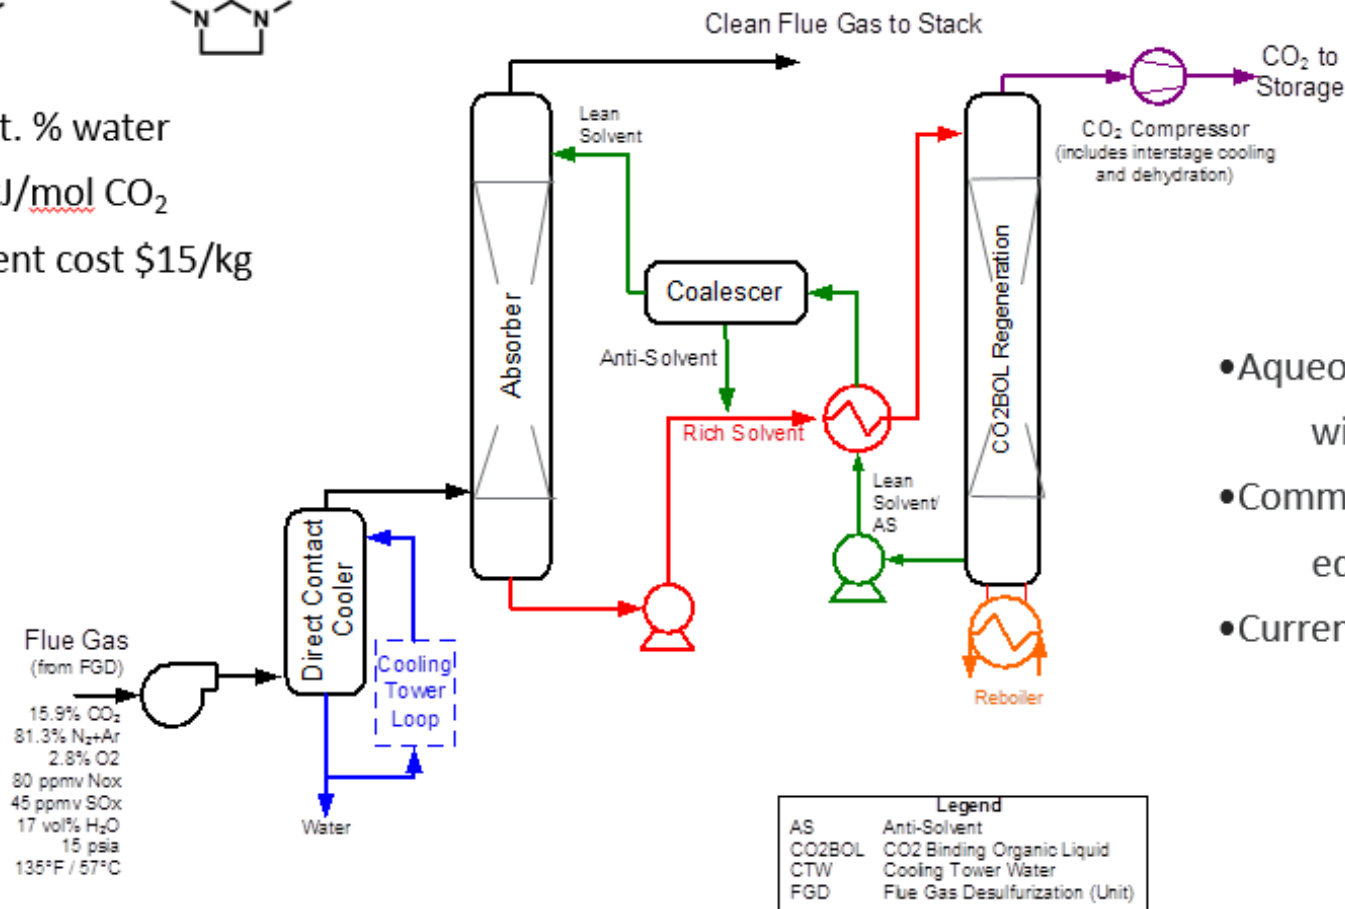 N N
Clean Flue Gas to Stack
CO₂ to
Storage
Lean
Solvent
t. % water
CO₂ Compressor
(includes interstage cooling
and dehydration)
J/mol CO₂
ent cost $15/kg
Coalescer
Absorber
CO2BOL Regeneration
Anti-Solvent
•Aqueo
wi
Rich Solvent
Lean
Solvent/
AS
•Comm
ec
Direct Contact
Cooler
•Curren
Flue Gas
(from FGD)
Cooling
Tower
Loop
Reboiler
15.9% CO₂
81.3% N₂+Ar
2.8% O2
80 ppmv Nox
45 ppmv SOx
17 vol% H₂O
15 psia
135°F / 57°C
Water
Legend
AS Anti-Solvent
CO2BOL CO2 Binding Organic Liquid
CTW Cooling Tower Water
FGD Flue Gas Desulfurization (Unit)